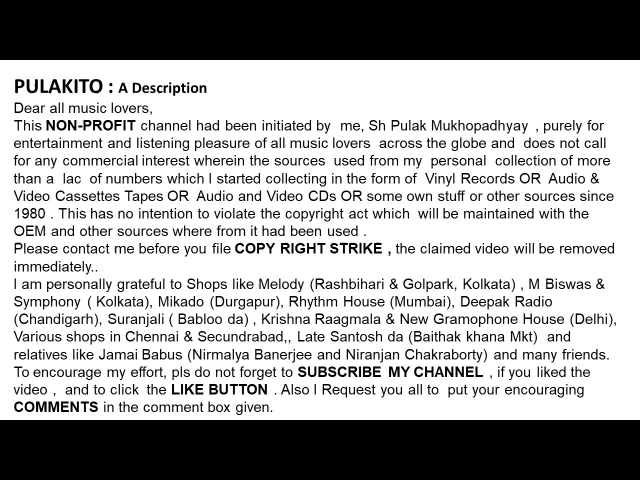 PULAKITO : A Description
Dear all music lovers,
This NON-PROFIT channel had been initiated by me, Sh Pulak Mukhopadhyay , purely for
entertainment and listening pleasure of all music lovers across the globe and does not call
for any commercial interest wherein the sources used from my personal collection of more
than a lac of numbers which I started collecting in the form of Vinyl Records OR Audio &
Video Cassettes Tapes OR Audio and Video CDs OR some own stuff or other sources since
1980 . This has no intention to violate the copyright act which will be maintained with the
OEM and other sources where from it had been used .
Please contact me before you file COPY RIGHT STRIKE , the claimed video will be removed
immediately..
I am personally grateful to Shops like Melody (Rashbihari & Golpark, Kolkata) , M Biswas &
Symphony ( Kolkata), Mikado (Durgapur), Rhythm House (Mumbai), Deepak Radio
(Chandigarh), Suranjali ( Babloo da) , Krishna Raagmala & New Gramophone House (Delhi),
Various shops in Chennai & Secundrabad,, Late Santosh da (Baithak khana Mkt) and
relatives like Jamai Babus (Nirmalya Banerjee and Niranjan Chakraborty) and many friends.
To encourage my effort, pls do not forget to SUBSCRIBE MY CHANNEL , if you liked the
video , and to click the LIKE BUTTON . Also I Request you all to put your encouraging
COMMENTS in the comment box given.